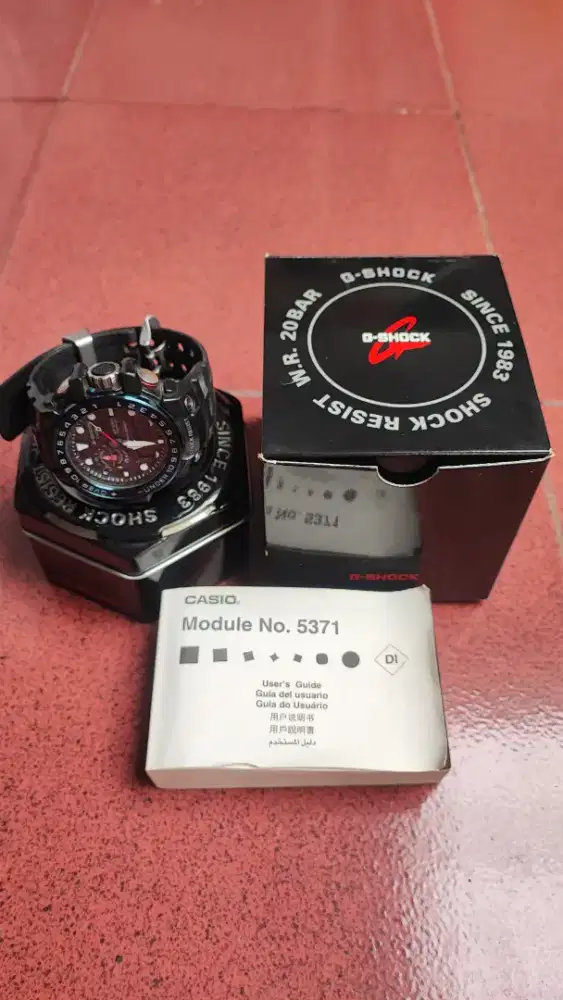 G-SHOCK
SINCE 1983
SHOCK RESIST
W.R. 20BAR
G-SHOCK
G-SHOCK
SINCE 1983
SHOCK RESIST
CASIO®
Module No. 5371
DI
User's Guide
Guía del usuario
Guia do Usuário
用户说明书
用戶說明書
دليل المستخدم